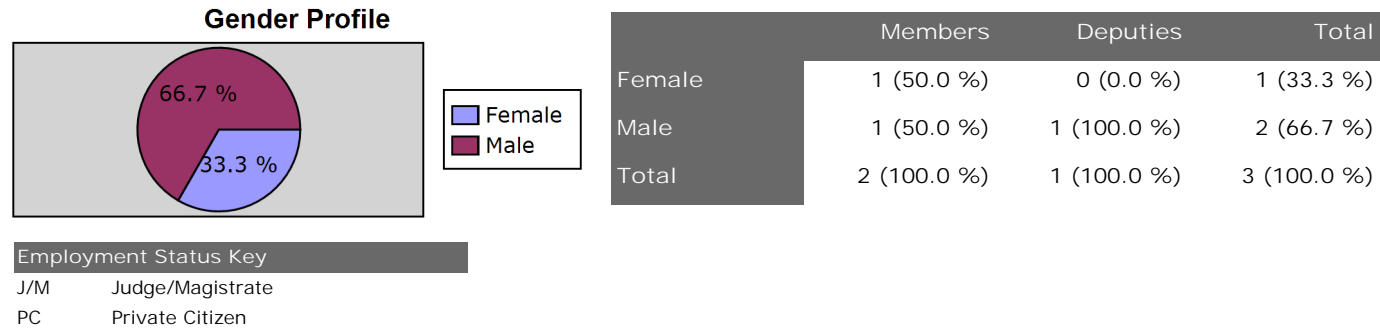 Gender Profile
66.7 %
33.3 %
Female
Male
Members Deputies Total
Female 1 (50.0 %) 0 (0.0 %) 1 (33.3 %)
Male 1 (50.0 %) 1 (100.0 %) 2 (66.7 %)
Total 2 (100.0 %) 1 (100.0 %) 3 (100.0 %)
Employment Status Key
J/M Judge/Magistrate
PC Private Citizen